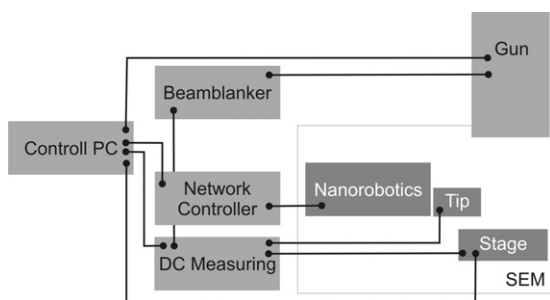 Gun
Beamblanker
Controll PC
Network
Controller
Nanorobotics
Tip
DC Measuring
Stage
SEM